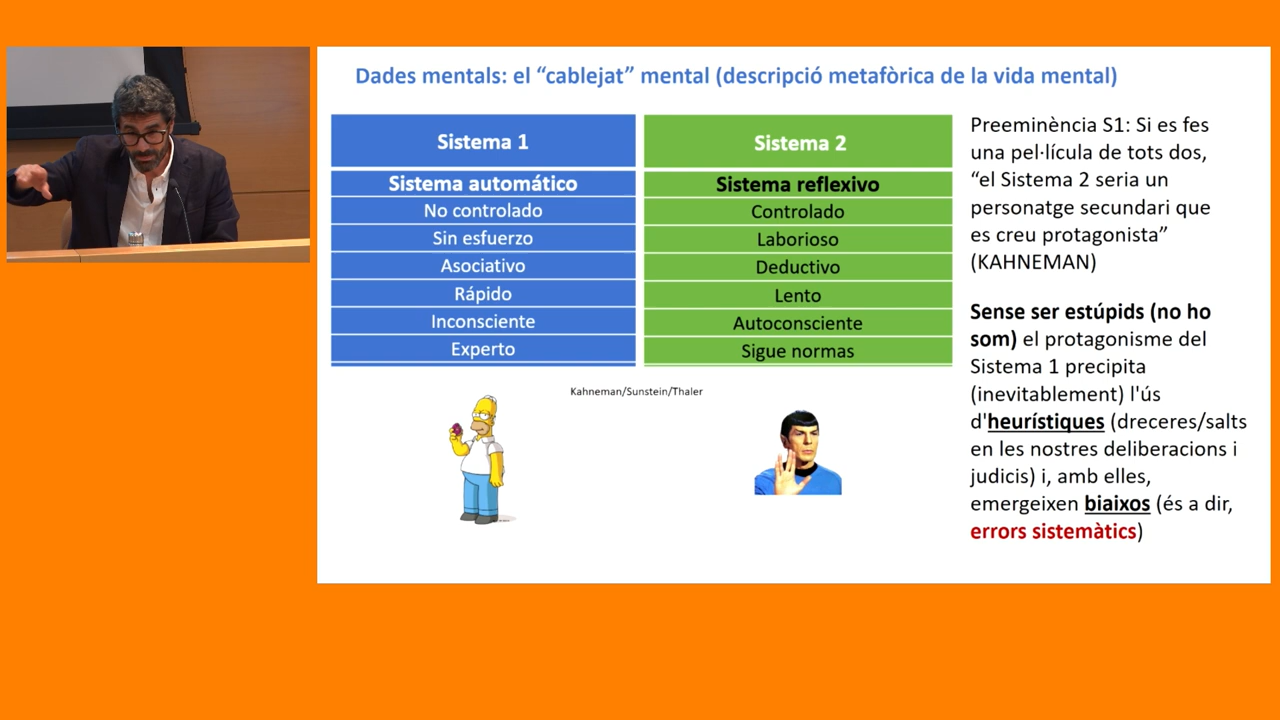 Dades mentals: el “cablejat” mental (descripció metafòrica de la vida mental)
Sistema 1
Sistema automático
No controlado
Sin esfuerzo
Asociativo
Rápido
Inconsciente
Experto
Sistema 2
Sistema reflexivo
Controlado
Laborioso
Deductivo
Lento
Autoconsciente
Sigue normas
Kahneman/Sunstein/Thaler
Preeminència S1: Si es fes
una pel·lícula de tots dos,
“el Sistema 2 seria un
personatge secundari que
es creu protagonista”
(KAHNEMAN)
Sense ser estúpids (no ho
som) el protagonisme del
Sistema 1 precipita
(inevitablement) l'ús
d'heurístiques (dreceres/salts
en les nostres deliberacions i
judicis) i, amb elles,
emergeixen biaixos (és a dir,
errors sistemàtics)